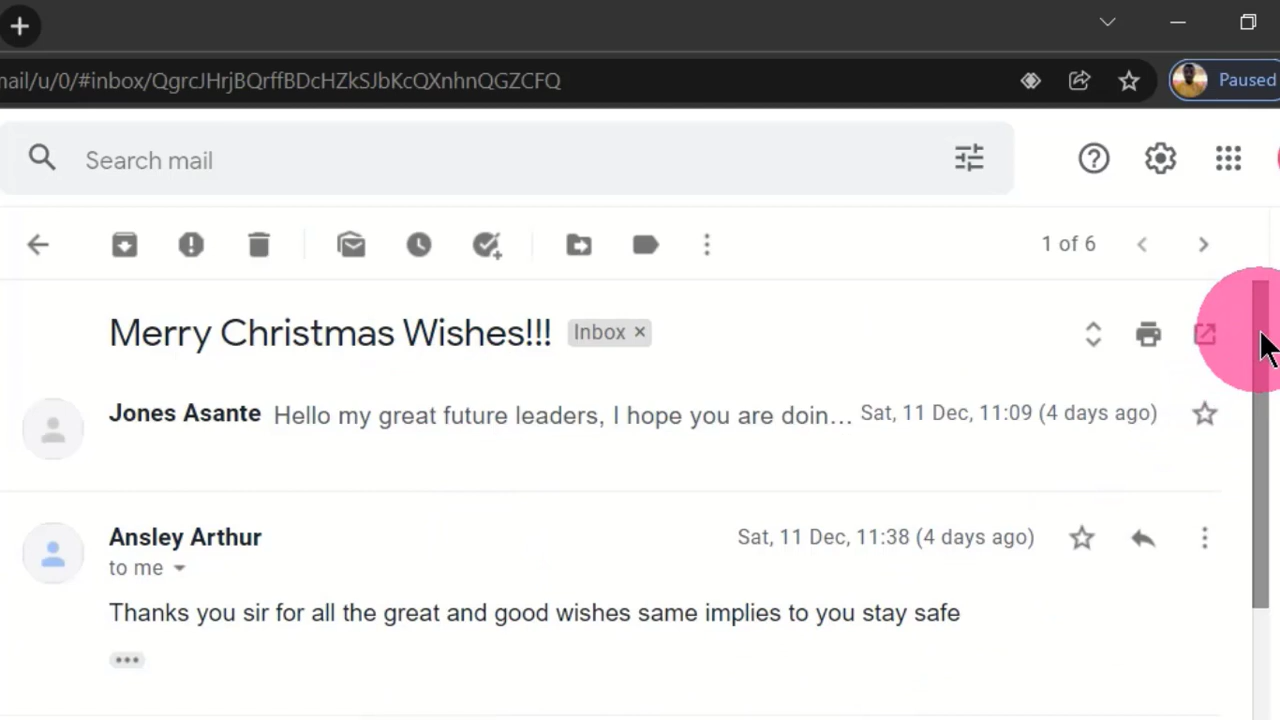 mail/u/0/#inbox/QgrcJHrjBQrffBDcHZkSJbKcQXnhnQGZCFQ
Paused
Search mail
1 of 6
Merry Christmas Wishes!!! Inbox ×
Jones Asante Hello my great future leaders, I hope you are doin... Sat, 11 Dec, 11:09 (4 days ago)
Ansley Arthur Sat, 11 Dec, 11:38 (4 days ago)
to me
Thanks you sir for all the great and good wishes same implies to you stay safe